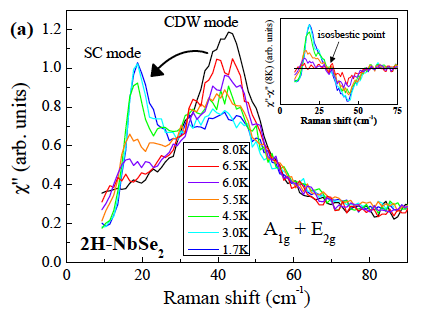 (a)
CDW mode
SC mode
isosbestic point
χ''-χ'' (8K) (arb. units)
0 25 50 75
Raman shift (cm⁻¹)
χ'' (arb. units)
1.2
1.0
0.8
0.6
0.4
0.2
0.0
8.0K
6.5K
6.0K
5.5K
4.5K
3.0K
1.7K
2H-NbSe₂
A₁g + E₂g
0 20 40 60 80
Raman shift (cm⁻¹)